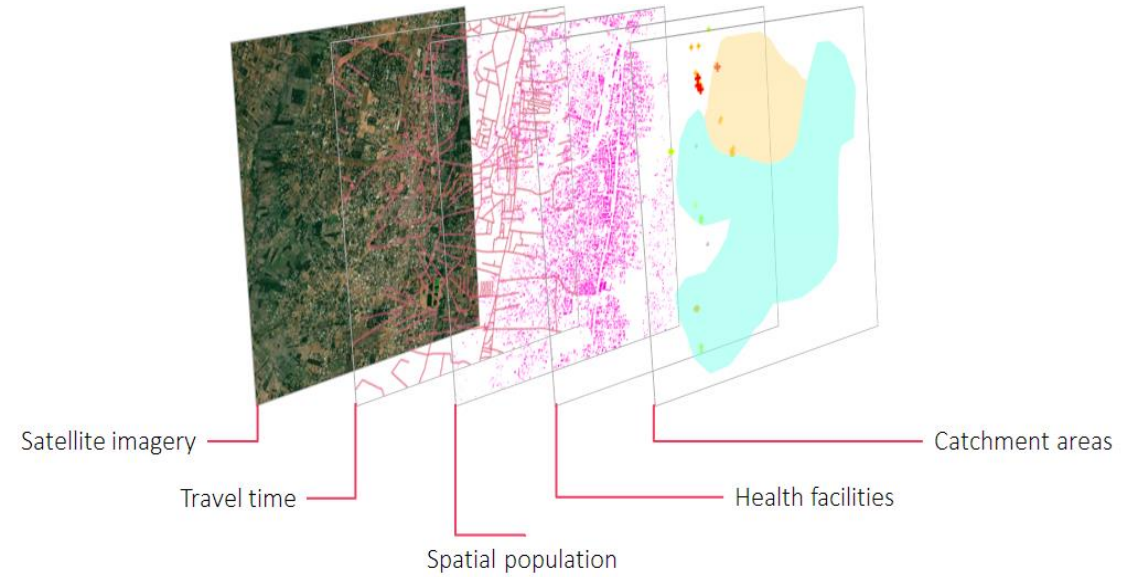 Satellite imagery
Catchment areas
Travel time
Health facilities
Spatial population